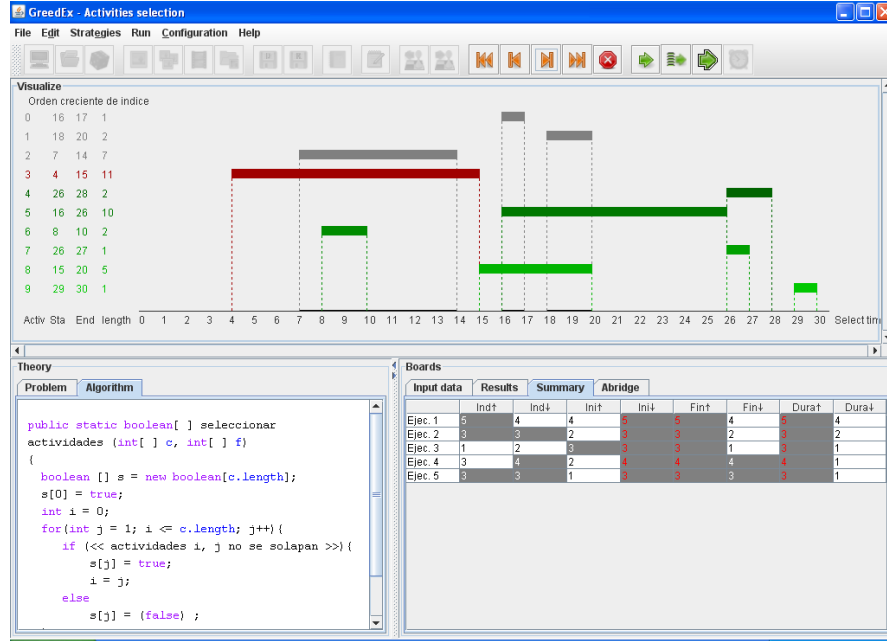 GreedEx - Activities selection
File Edit Strategies Run Configuration Help
Visualize
Orden creciente de indice
0 16 17 1
1 18 20 2
2 7 14 7
3 4 15 11
4 26 28 2
5 16 26 10
6 8 10 2
7 26 27 1
8 15 20 5
9 29 30 1
Activ Sta End length 0 1 2 3 4 5 6 7 8 9 10 11 12 13 14 15 16 17 18 19 20 21 22 23 24 25 26 27 28 29 30 Select tim
Theory
Problem Algorithm
public static boolean[ ] seleccionar
actividades (int[ ] c, int[ ] f)
{
boolean [] s = new boolean[c.length];
s[0] = true;
int i = 0;
for(int j = 1; i <= c.length; j++){
if (<< actividades i, j no se solapan >>){
s[j] = true;
i = j;
else
s[j] = (false) ;
Boards
Input data Results Summary Abridge
Ind↑ Ind↓ Ini↑ Ini↓ Fin↑ Fin↓ Dura↑ Dura↓
Ejec. 1 5 4 4 5 5 4 5 4
Ejec. 2 3 3 2 3 3 2 3 2
Ejec. 3 1 2 3 3 3 1 3 1
Ejec. 4 3 4 2 4 4 4 4 1
Ejec. 5 3 3 1 3 3 3 3 1